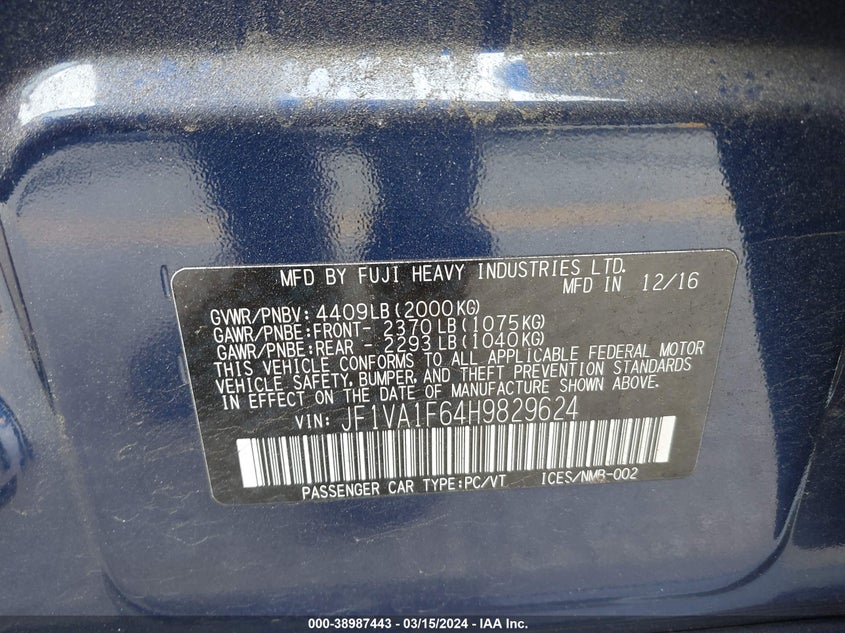 MFD BY FUJI HEAVY INDUSTRIES LTD.
MFD IN 12/16
GVWR/PNBV: 4409LB(2000KG)
GAWR/PNBE:FRONT- 2370LB(1075KG)
GAWR/PNBE:REAR - 2293LB(1040KG)
THIS VEHICLE CONFORMS TO ALL APPLICABLE FEDERAL MOTOR
VEHICLE SAFETY, BUMPER, AND THEFT PREVENTION STANDARDS
IN EFFECT ON THE DATE OF MANUFACTURE SHOWN ABOVE.
VIN: JF1VA1F64H9829624
PASSENGER CAR TYPE:PC/VT ICES/NMB-002
000-38987443 - 03/15/2024 - IAA Inc.